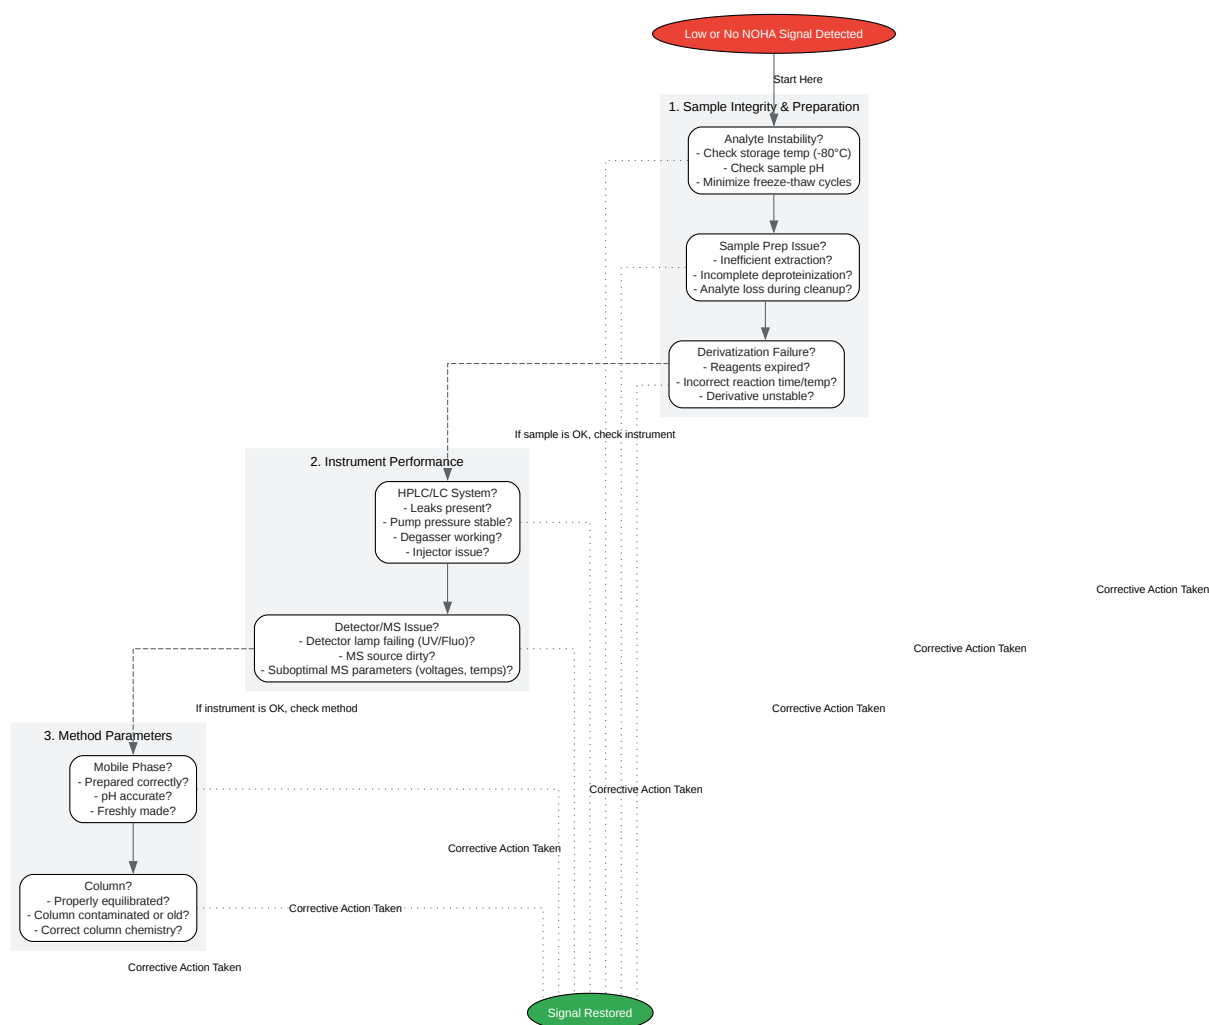 Low or No NOHA Signal Detected
Start Here
1. Sample Integrity & Preparation
Analyte Instability?
- Check storage temp (-80°C)
- Check sample pH
- Minimize freeze-thaw cycles
Sample Prep Issue?
- Inefficient extraction?
- Incomplete deproteinization?
- Analyte loss during cleanup?
Derivatization Failure?
- Reagents expired?
- Incorrect reaction time/temp?
- Derivative unstable?
If sample is OK, check instrument
2. Instrument Performance
HPLC/LC System?
- Leaks present?
- Pump pressure stable?
- Degasser working?
- Injector issue?
Corrective Action Taken
Detector/MS Issue?
- Detector lamp failing (UV/Fluo)?
- MS source dirty?
- Suboptimal MS parameters (voltages, temps)?
Corrective Action Taken
If instrument is OK, check method
Corrective Action Taken
3. Method Parameters
Mobile Phase?
- Prepared correctly?
- pH accurate?
- Freshly made?
Corrective Action Taken
Corrective Action Taken
Column?
- Properly equilibrated?
- Column contaminated or old?
- Correct column chemistry?
Corrective Action Taken
Corrective Action Taken
Signal Restored